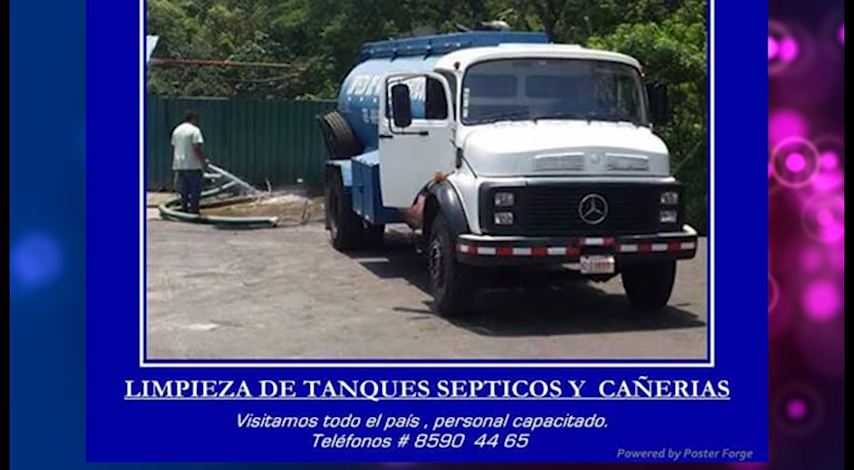 LIMPIEZA DE TANQUES SEPTICOS Y CAÑERIAS
Visitamos todo el país , personal capacitado.
Teléfonos # 8590 44 65
Powered by Poster Forge